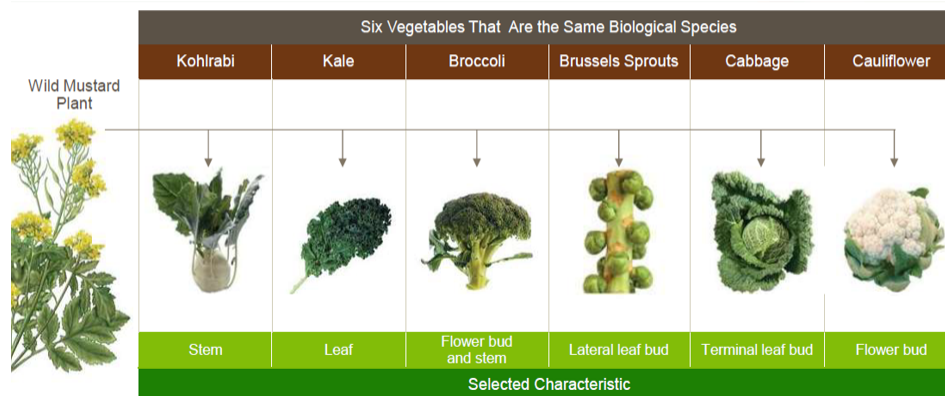 Six Vegetables That Are the Same Biological Species
Kohlrabi
Kale
Broccoli
Brussels Sprouts
Cabbage
Cauliflower
Wild Mustard
Plant
Stem
Leaf
Flower bud
and stem
Lateral leaf bud
Terminal leaf bud
Flower bud
Selected Characteristic